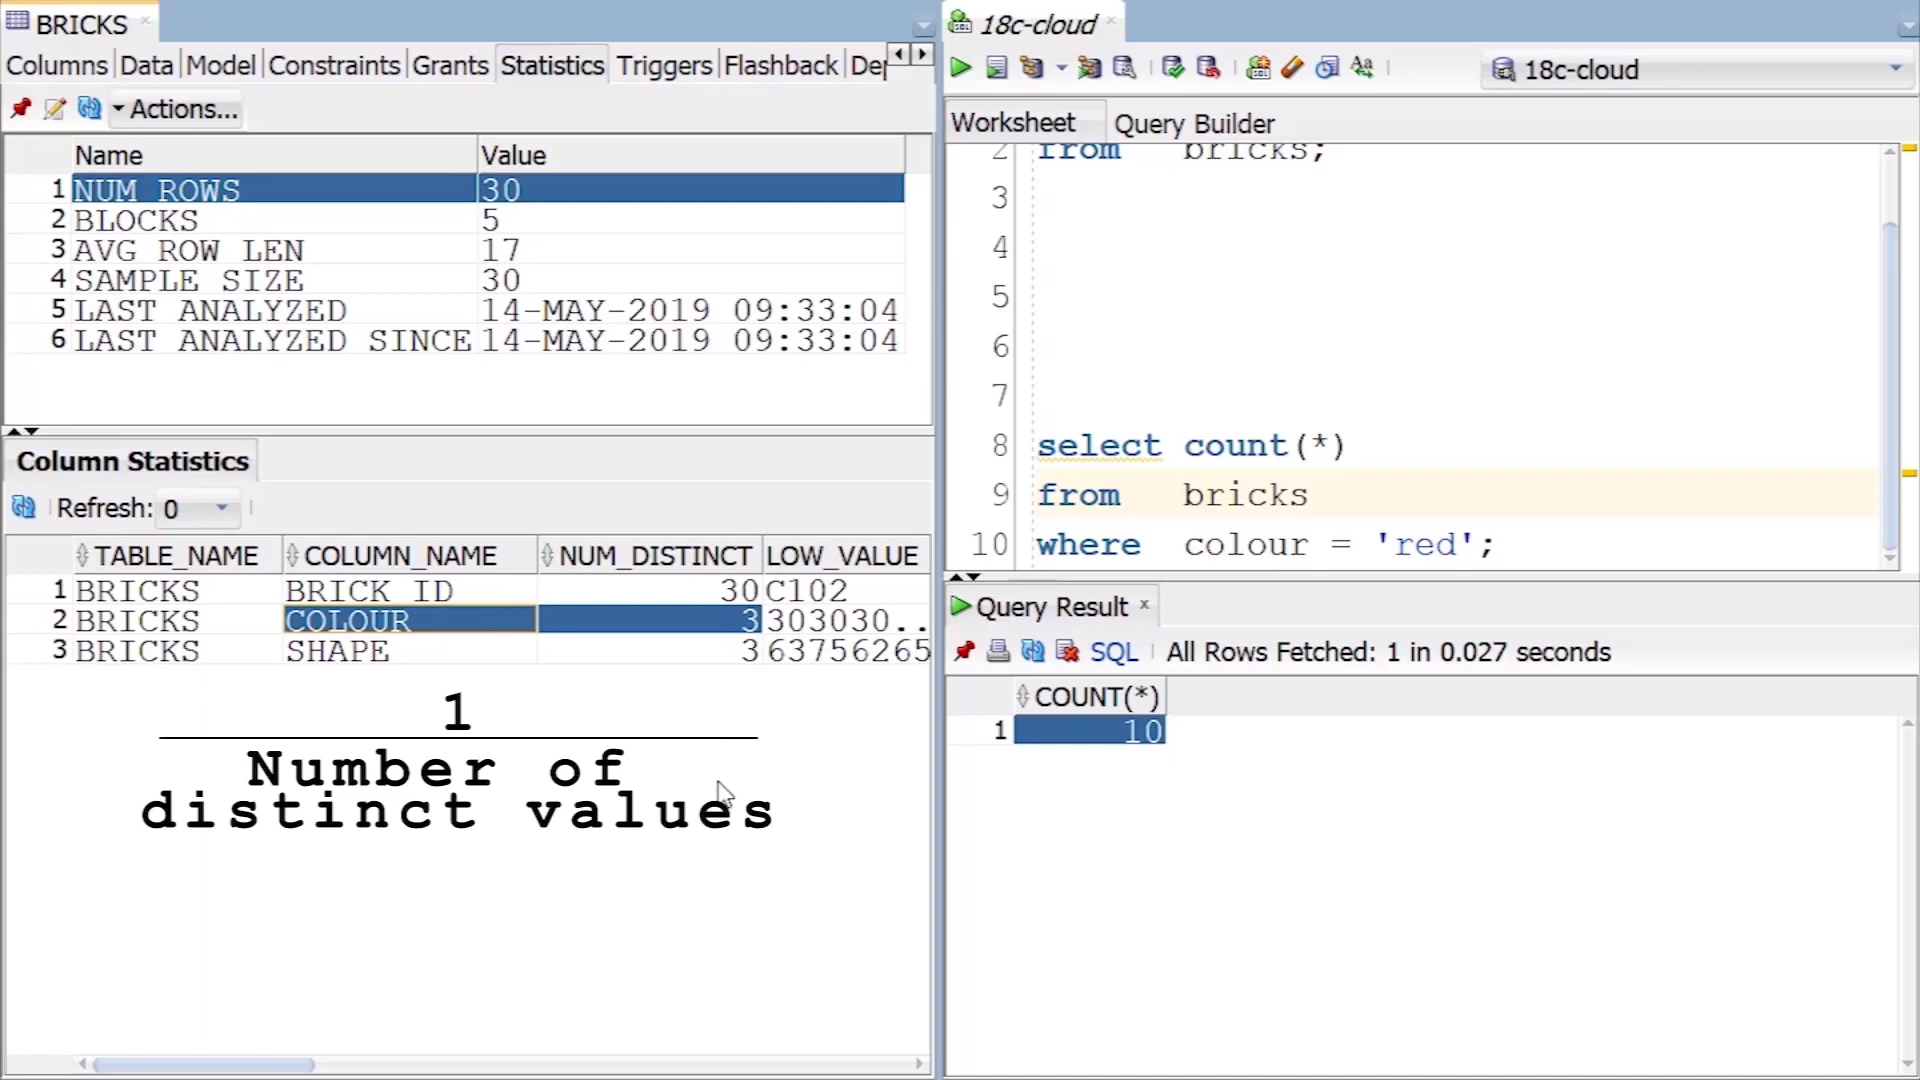 BRICKS
Columns Data Model Constraints Grants Statistics Triggers Flashback De
Actions...
Name Value
1 NUM_ROWS 30
2 BLOCKS 5
3 AVG_ROW_LEN 17
4 SAMPLE_SIZE 30
5 LAST_ANALYZED 14-MAY-2019 09:33:04
6 LAST_ANALYZED_SINCE 14-MAY-2019 09:33:04
Column Statistics
Refresh: 0
TABLE_NAME COLUMN_NAME NUM_DISTINCT LOW_VALUE
1 BRICKS BRICK_ID 30 C102
2 BRICKS COLOUR 3 303030..
3 BRICKS SHAPE 3 63756265
1
Number of
distinct values
18c-cloud
18c-cloud
Worksheet Query Builder
2 from bricks;
3
4
5
6
7
8 select count(*)
9 from bricks
10 where colour = 'red';
Query Result
SQL All Rows Fetched: 1 in 0.027 seconds
COUNT(*)
1 10